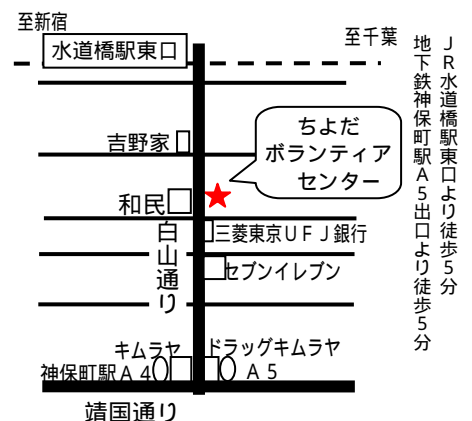 至新宿
水道橋駅東口
至千葉
ＪＲ水道橋駅東口より徒歩５分
地下鉄神保町駅Ａ５出口より徒歩５分
吉野家
ちよだ
ボランティア
センター
和民
白山通り
三菱東京ＵＦＪ銀行
セブンイレブン
キムラヤ
ドラッグキムラヤ
神保町駅Ａ４
Ａ５
靖国通り